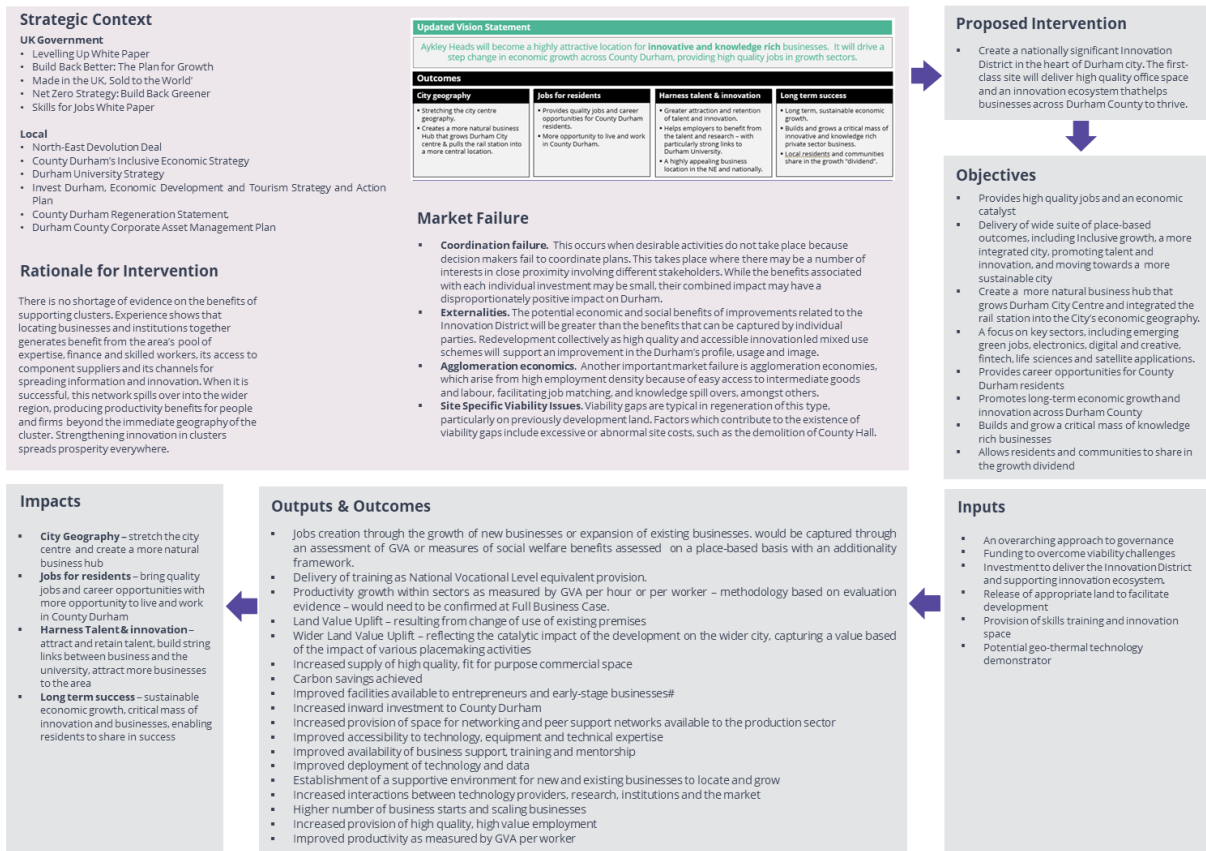 Strategic Context
UK Government
• Levelling Up White Paper
• Build Back Better: The Plan for Growth
• Made in the UK, Sold to the World'
• Net Zero Strategy: Build Back Greener
• Skills for Jobs White Paper
Local
• North-East Devolution Deal
• County Durham's Inclusive Economic Strategy
• Durham University Strategy
• Invest Durham, Economic Development and Tourism Strategy and Action
Plan
• County Durham Regeneration Statement,
• Durham County Corporate Asset Management Plan
Rationale for Intervention
There is no shortage of evidence on the benefits of
supporting clusters. Experience shows that
locating businesses and institutions together
generates benefit from the area's pool of
expertise, finance and skilled workers, its access to
component suppliers and its channels for
spreading information and innovation. When it is
successful, this network spills over into the wider
region, producing productivity benefits for people
and firms beyond the immediate geography of the
cluster. Strengthening innovation in clusters
spreads prosperity everywhere.
Updated Vision Statement
Aykley Heads will become a highly attractive location for innovative and knowledge rich businesses. It will drive a
step change in economic growth across County Durham, providing high quality jobs in growth sectors.
Outcomes
City geography
• Stretching the city centre
geography.
• Creates a more natural business
Hub that grows Durham City
centre & pulls the rail station into
a more central location.
Jobs for residents
• Provides quality jobs and career
opportunities for County Durham
residents.
• More opportunity to live and work
in County Durham.
Harness talent & innovation
• Greater attraction and retention
of talent and innovation.
• Helps employers to benefit from
the talent and research – with
particularly strong links to
Durham University.
• A highly appealing business
location in the NE and nationally.
Long term success
• Long term, sustainable economic
growth.
• Builds and grows a critical mass of
innovative and knowledge rich
private sector business.
• Local residents and communities
share in the growth "dividend".
Market Failure
▪ Coordination failure. This occurs when desirable activities do not take place because
decision makers fail to coordinate plans. This takes place where there may be a number of
interests in close proximity involving different stakeholders. While the benefits associated
with each individual investment may be small, their combined impact may have a
disproportionately positive impact on Durham.
▪ Externalities. The potential economic and social benefits of improvements related to the
Innovation District will be greater than the benefits that can be captured by individual
parties. Redevelopment collectively as high quality and accessible innovation led mixed use
schemes will support an improvement in the Durham's profile, usage and image.
▪ Agglomeration economics. Another important market failure is agglomeration economies,
which arise from high employment density because of easy access to intermediate goods
and labour, facilitating job matching, and knowledge spill overs, amongst others.
▪ Site Specific Viability Issues. Viability gaps are typical in regeneration of this type,
particularly on previously development land. Factors which contribute to the existence of
viability gaps include excessive or abnormal site costs, such as the demolition of County Hall.
Proposed Intervention
▪ Create a nationally significant Innovation
District in the heart of Durham city. The first-
class site will deliver high quality office space
and an innovation ecosystem that helps
businesses across Durham County to thrive.
Objectives
▪ Provides high quality jobs and an economic
catalyst
▪ Delivery of wide suite of place-based
outcomes, including Inclusive growth, a more
integrated city, promoting talent and
innovation, and moving towards a more
sustainable city
▪ Create a more natural business hub that
grows Durham City Centre and integrated the
rail station into the City's economic geography.
▪ A focus on key sectors, including emerging
green jobs, electronics, digital and creative,
fintech, life sciences and satellite applications.
▪ Provides career opportunities for County
Durham residents
▪ Promotes long-term economic growth and
innovation across Durham County
▪ Builds and grow a critical mass of knowledge
rich businesses
▪ Allows residents and communities to share in
the growth dividend
Inputs
▪ An overarching approach to governance
▪ Funding to overcome viability challenges
▪ Investment to deliver the Innovation District
and supporting innovation ecosystem,
▪ Release of appropriate land to facilitate
development
▪ Provision of skills training and innovation
space
▪ Potential geo-thermal technology
demonstrator
Outputs & Outcomes
▪ Jobs creation through the growth of new businesses or expansion of existing businesses. would be captured through
an assessment of GVA or measures of social welfare benefits assessed on a place-based basis with an additionality
framework.
▪ Delivery of training as National Vocational Level equivalent provision.
▪ Productivity growth within sectors as measured by GVA per hour or per worker – methodology based on evaluation
evidence – would need to be confirmed at Full Business Case.
▪ Land Value Uplift – resulting from change of use of existing premises
▪ Wider Land Value Uplift – reflecting the catalytic impact of the development on the wider city, capturing a value based
of the impact of various placemaking activities
▪ Increased supply of high quality, fit for purpose commercial space
▪ Carbon savings achieved
▪ Improved facilities available to entrepreneurs and early-stage businesses#
▪ Increased inward investment to County Durham
▪ Increased provision of space for networking and peer support networks available to the production sector
▪ Improved accessibility to technology, equipment and technical expertise
▪ Improved availability of business support, training and mentorship
▪ Improved deployment of technology and data
▪ Establishment of a supportive environment for new and existing businesses to locate and grow
▪ Increased interactions between technology providers, research, institutions and the market
▪ Higher number of business starts and scaling businesses
▪ Increased provision of high quality, high value employment
▪ Improved productivity as measured by GVA per worker
Impacts
▪ City Geography – stretch the city
centre and create a more natural
business hub
▪ Jobs for residents – bring quality
jobs and career opportunities with
more opportunity to live and work
in County Durham
▪ Harness Talent & innovation –
attract and retain talent, build string
links between business and the
university, attract more businesses
to the area
▪ Long term success – sustainable
economic growth, critical mass of
innovation and businesses, enabling
residents to share in success